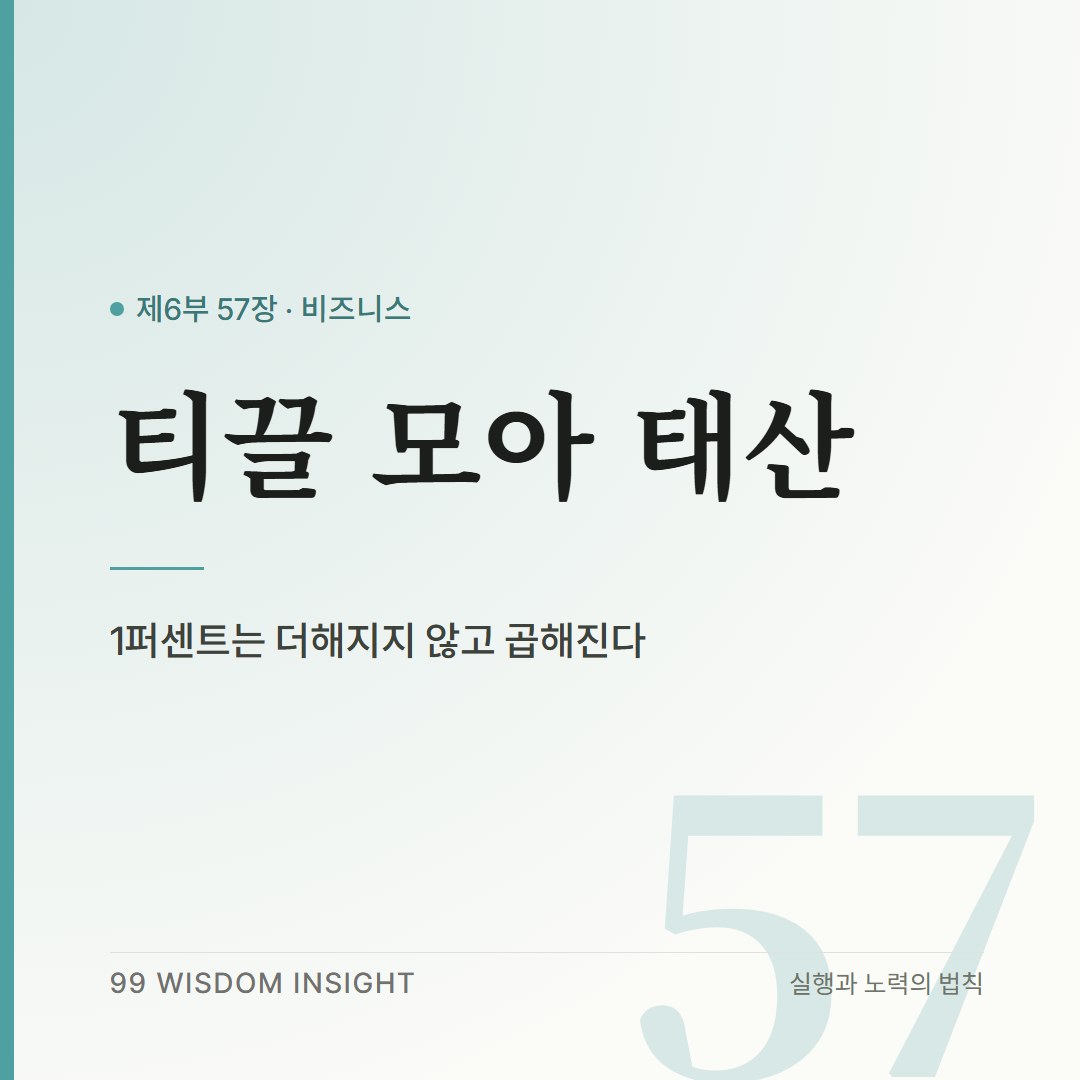 제6부 57장 · 비즈니스
티끌 모아 태산
1퍼센트는 더해지지 않고 곱해진다
57
99 WISDOM INSIGHT
실행과 노력의 법칙